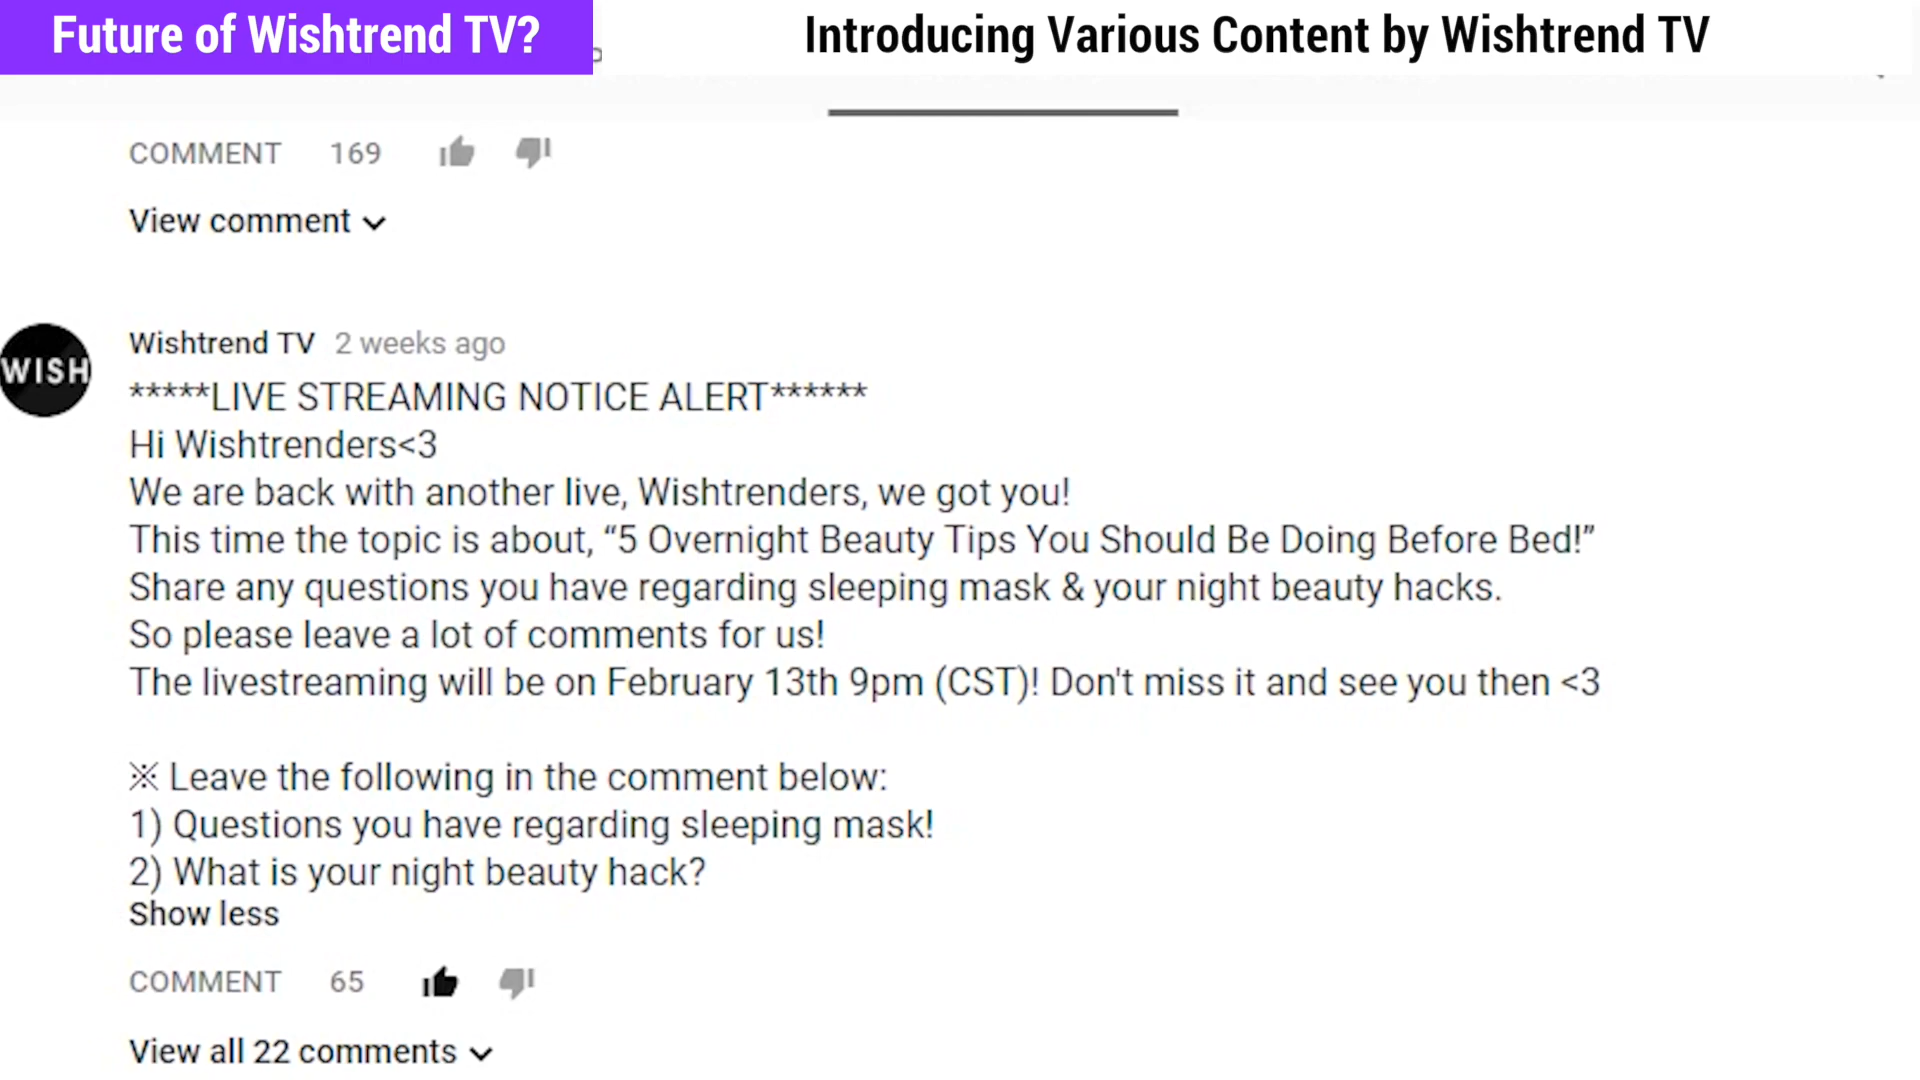 Future of Wishtrend TV?
Introducing Various Content by Wishtrend TV
COMMENT 169
View comment
WISH
Wishtrend TV 2 weeks ago
*****LIVE STREAMING NOTICE ALERT******
Hi Wishtrenders<3
We are back with another live, Wishtrenders, we got you!
This time the topic is about, “5 Overnight Beauty Tips You Should Be Doing Before Bed!”
Share any questions you have regarding sleeping mask & your night beauty hacks.
So please leave a lot of comments for us!
The livestreaming will be on February 13th 9pm (CST)! Don't miss it and see you then <3
※ Leave the following in the comment below:
1) Questions you have regarding sleeping mask!
2) What is your night beauty hack?
Show less
COMMENT 65
View all 22 comments